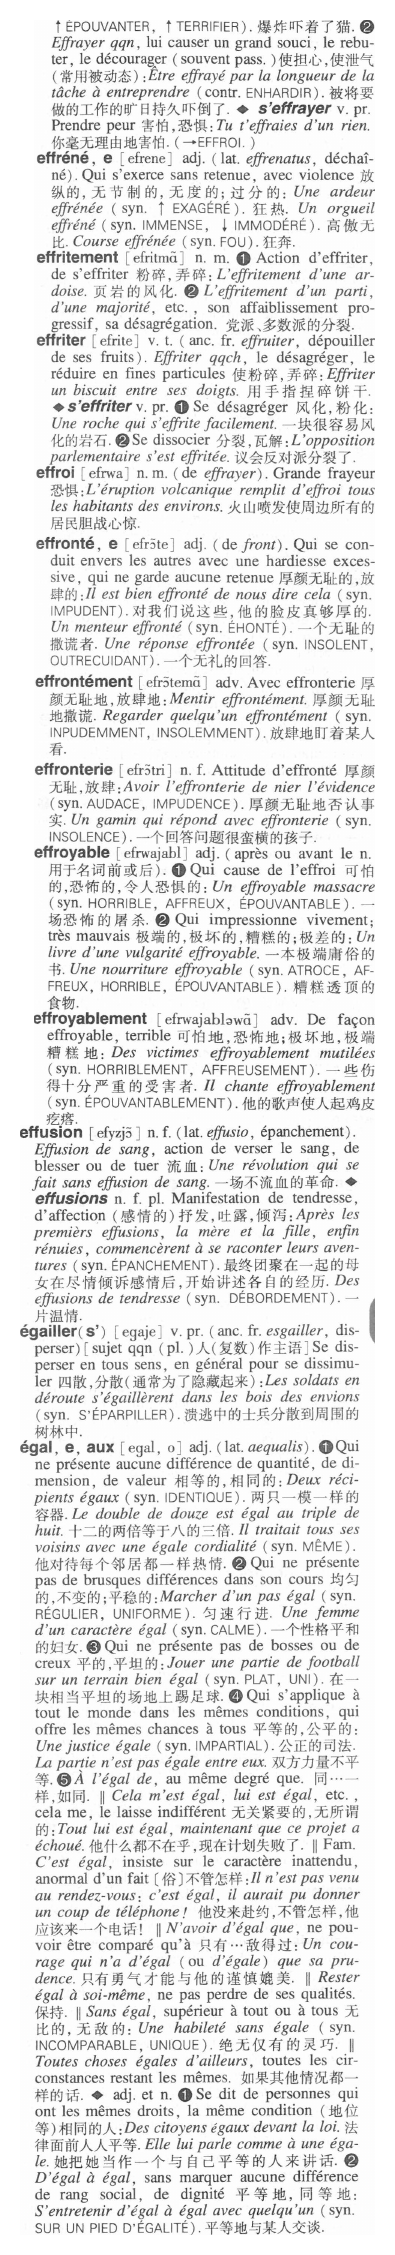 ↑ ÉPOUVANTER, ↑ TERRIFIER). 爆炸吓着了猫. ❷
Effrayer qqn, lui causer un grand souci, le rebu-
ter, le décourager (souvent pass.) 使担心,使泄气
(常用被动态):Être effrayé par la longueur de la
tâche à entreprendre (contr. ENHARDIR). 被将要
做的工作的旷日持久吓倒了. ◆ s'effrayer v. pr.
Prendre peur 害怕,恐惧:Tu t'effraies d'un rien.
你毫无理由地害怕. (→EFFROI.)
effréné, e [efrene] adj. (lat. effrenatus, déchaî-
né). Qui s'exerce sans retenue, avec violence 放
纵的, 无节制的, 无度的; 过分的: Une ardeur
effrénée (syn. ↑ EXAGÉRÉ). 狂热. Un orgueil
effréné (syn. IMMENSE, ↓ IMMODÉRÉ). 高傲无
比. Course effrénée (syn. FOU). 狂奔.
effritement [efritmɑ̃] n. m. ❶ Action d'effriter,
de s'effriter 粉碎,弄碎: L'effritement d'une ar-
doise. 页岩的风化. ❷ L'effritement d'un parti,
d'une majorité, etc., son affaiblissement pro-
gressif, sa désagrégation. 党派、多数派的分裂.
effriter [efrite] v. t. (anc. fr. effruiter, dépouiller
de ses fruits). Effriter qqch, le désagréger, le
réduire en fines particules 使粉碎,弄碎:Effriter
un biscuit entre ses doigts. 用手指捏碎饼干.
◆ s'effriter v. pr. ❶ Se désagréger 风化,粉化:
Une roche qui s'effrite facilement. 一块很容易风
化的岩石. ❷ Se dissocier 分裂,瓦解:L'opposition
parlementaire s'est effritée. 议会反对派分裂了.
effroi [efrwa] n. m. (de effrayer). Grande frayeur
恐惧:L'éruption volcanique remplit d'effroi tous
les habitants des environs. 火山喷发使周边所有的
居民胆战心惊.
effronté, e [efrɔ̃te] adj. (de front). Qui se con-
duit envers les autres avec une hardiesse exces-
sive, qui ne garde aucune retenue 厚颜无耻的,放
肆的:Il est bien effronté de nous dire cela (syn.
IMPUDENT). 对我们说这些,他的脸皮真够厚的.
Un menteur effronté (syn. ÉHONTÉ). 一个无耻的
撒谎者. Une réponse effrontée (syn. INSOLENT,
OUTRECUIDANT). 一个无礼的回答.
effrontément [efrɔ̃temɑ̃] adv. Avec effronterie 厚
颜无耻地,放肆地:Mentir effrontément. 厚颜无耻
地撒谎. Regarder quelqu'un effrontément (syn.
INPUDEMMENT, INSOLEMMENT). 放肆地盯着某人
看.
effronterie [efrɔ̃tri] n. f. Attitude d'effronté 厚颜
无耻,放肆:Avoir l'effronterie de nier l'évidence
(syn. AUDACE, IMPUDENCE). 厚颜无耻地否认事
实. Un gamin qui répond avec effronterie (syn.
INSOLENCE). 一个回答问题很蛮横的孩子.
effroyable [efrwajabl] adj. (après ou avant le n.
用于名词前或后). ❶ Qui cause de l'effroi 可怕
的,恐怖的,令人恐惧的: Un effroyable massacre
(syn. HORRIBLE, AFFREUX, ÉPOUVANTABLE). 一
场恐怖的屠杀. ❷ Qui impressionne vivement;
très mauvais 极端的,极坏的,糟糕的;极差的: Un
livre d'une vulgarité effroyable. 一本极端庸俗的
书. Une nourriture effroyable (syn. ATROCE, AF-
FREUX, HORRIBLE, ÉPOUVANTABLE). 糟糕透顶的
食物.
effroyablement [efrwajabləmɑ̃] adv. De façon
effroyable, terrible 可怕地,恐怖地;极坏地,极端
糟糕地: Des victimes effroyablement mutilées
(syn. HORRIBLEMENT, AFFREUSEMENT). 一些伤
得十分严重的受害者. Il chante effroyablement
(syn. ÉPOUVANTABLEMENT). 他的歌声使人起鸡皮
疙瘩.
effusion [efyzjɔ̃] n. f. (lat. effusio, épanchement).
Effusion de sang, action de verser le sang, de
blesser ou de tuer 流血: Une révolution qui se
fait sans effusion de sang. 一场不流血的革命. ◆
effusions n. f. pl. Manifestation de tendresse,
d'affection (感情的)抒发,吐露,倾泻: Après les
premièrs effusions, la mère et la fille, enfin
rénuies, commencèrent à se raconter leurs aven-
tures (syn. ÉPANCHEMENT). 最终团聚在一起的母
女在尽情倾诉感情后,开始讲述各自的经历. Des
effusions de tendresse (syn. DÉBORDEMENT). 一
片温情.
égailler(s') [egaje] v. pr. (anc. fr. esgailler, dis-
perser) [sujet qqn (pl. )人(复数)作主语] Se dis-
perser en tous sens, en général pour se dissimu-
ler 四散,分散(通常为了隐藏起来):Les soldats en
déroute s'égaillèrent dans les bois des envions
(syn. S'ÉPARPILLER). 溃逃中的士兵分散到周围的
树林中.
égal, e, aux [egal, o] adj. (lat. aequalis). ❶ Qui
ne présente aucune différence de quantité, de di-
mension, de valeur 相等的,相同的: Deux réci-
pients égaux (syn. IDENTIQUE). 两只一模一样的
容器. Le double de douze est égal au triple de
huit. 十二的两倍等于八的三倍. Il traitait tous ses
voisins avec une égale cordialité (syn. MÊME).
他对待每个邻居都一样热情. ❷ Qui ne présente
pas de brusques différences dans son cours 均匀
的,不变的;平稳的:Marcher d'un pas égal (syn.
RÉGULIER, UNIFORME). 匀速行进. Une femme
d'un caractère égal (syn. CALME). 一个性格平和
的妇女. ❸ Qui ne présente pas de bosses ou de
creux 平的,平坦的: Jouer une partie de football
sur un terrain bien égal (syn. PLAT, UNI). 在一
块相当平坦的场地上踢足球. ❹ Qui s'applique à
tout le monde dans les mêmes conditions, qui
offre les mêmes chances à tous 平等的,公平的:
Une justice égale (syn. IMPARTIAL). 公正的司法.
La partie n'est pas égale entre eux. 双方力量不平
等. ❺ À l'égal de, au même degré que. 同…一
样,如同. ‖ Cela m'est égal, lui est égal, etc.,
cela me, le laisse indifférent 无关紧要的,无所谓
的:Tout lui est égal, maintenant que ce projet a
échoué. 他什么都不在乎,现在计划失败了. ‖ Fam.
C'est égal, insiste sur le caractère inattendu,
anormal d'un fait [俗]不管怎样:Il n'est pas venu
au rendez-vous: c'est égal, il aurait pu donner
un coup de téléphone! 他没来赴约,不管怎样,他
应该来一个电话! ‖ N'avoir d'égal que, ne pou-
voir être comparé qu'à 只有…敌得过: Un cou-
rage qui n'a d'égal (ou d'égale) que sa pru-
dence. 只有勇气才能与他的谨慎媲美. ‖ Rester
égal à soi-même, ne pas perdre de ses qualités.
保持. ‖ Sans égal, supérieur à tout ou à tous 无
比的, 无敌的: Une habileté sans égale (syn.
INCOMPARABLE, UNIQUE). 绝无仅有的灵巧. ‖
Toutes choses égales d'ailleurs, toutes les cir-
constances restant les mêmes. 如果其他情况都一
样的话. ◆ adj. et n. ❶ Se dit de personnes qui
ont les mêmes droits, la même condition (地位
等)相同的人:Des citoyens égaux devant la loi. 法
律面前人人平等. Elle lui parle comme à une éga-
le. 她把她当作一个与自己平等的人来讲话. ❷
D'égal à égal, sans marquer aucune différence
de rang social, de dignité 平等地, 同等地:
S'entretenir d'égal à égal avec quelqu'un (syn.
SUR UN PIED D'ÉGALITÉ). 平等地与某人交谈.